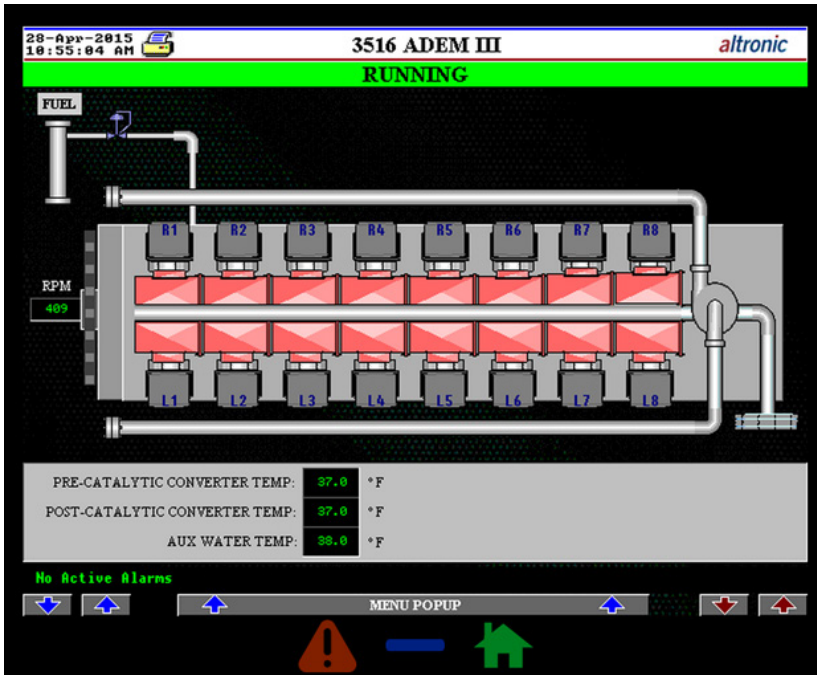 28-Apr-2015
10:55:04 AM
3516 ADEM III
altronic
RUNNING
FUEL
R1 R2 R3 R4 R5 R6 R7 R8
RPM
409
L1 L2 L3 L4 L5 L6 L7 L8
PRE-CATALYTIC CONVERTER TEMP: 37.0 °F
POST-CATALYTIC CONVERTER TEMP: 37.0 °F
AUX WATER TEMP: 38.0 °F
No Active Alarms
MENU POPUP